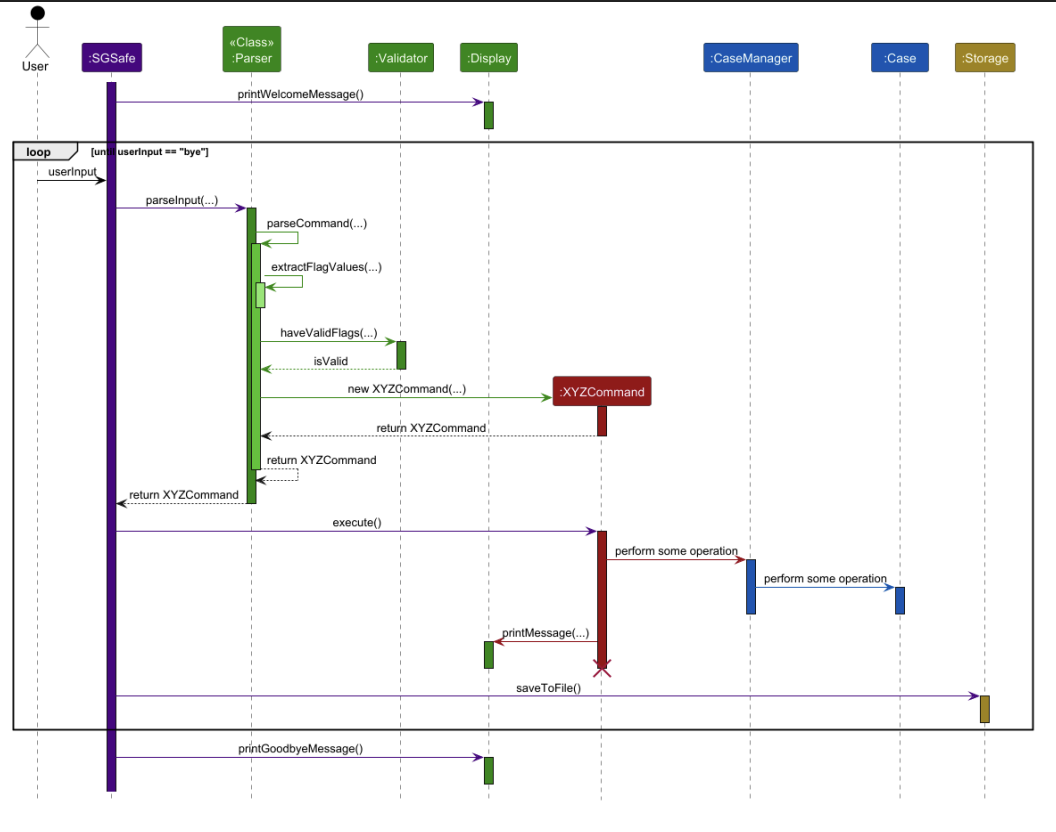 User
:SGSafe
«Class»
:Parser
:Validator
:Display
:CaseManager
:Case
:Storage
printWelcomeMessage()
loop
[until userInput == "bye"]
userInput
parseInput(...)
parseCommand(...)
extractFlagValues(...)
haveValidFlags(...)
isValid
new XYZCommand(...)
:XYZCommand
return XYZCommand
return XYZCommand
return XYZCommand
execute()
perform some operation
perform some operation
printMessage(...)
saveToFile()
printGoodbyeMessage()